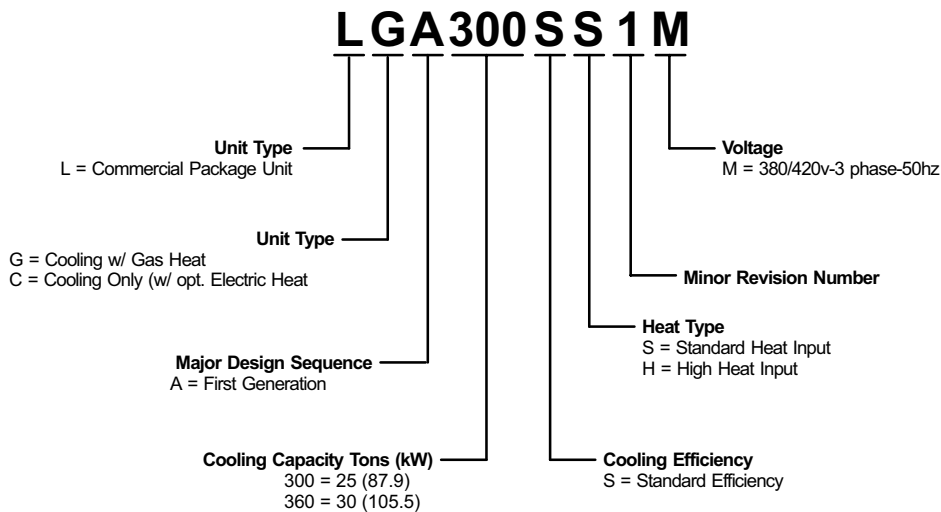 LGA300SS1M
Unit Type
L = Commercial Package Unit
Voltage
M = 380/420v-3 phase-50hz
Unit Type
G = Cooling w/ Gas Heat
C = Cooling Only (w/ opt. Electric Heat
Minor Revision Number
Heat Type
S = Standard Heat Input
H = High Heat Input
Major Design Sequence
A = First Generation
Cooling Capacity Tons (kW)
300 = 25 (87.9)
360 = 30 (105.5)
Cooling Efficiency
S = Standard Efficiency